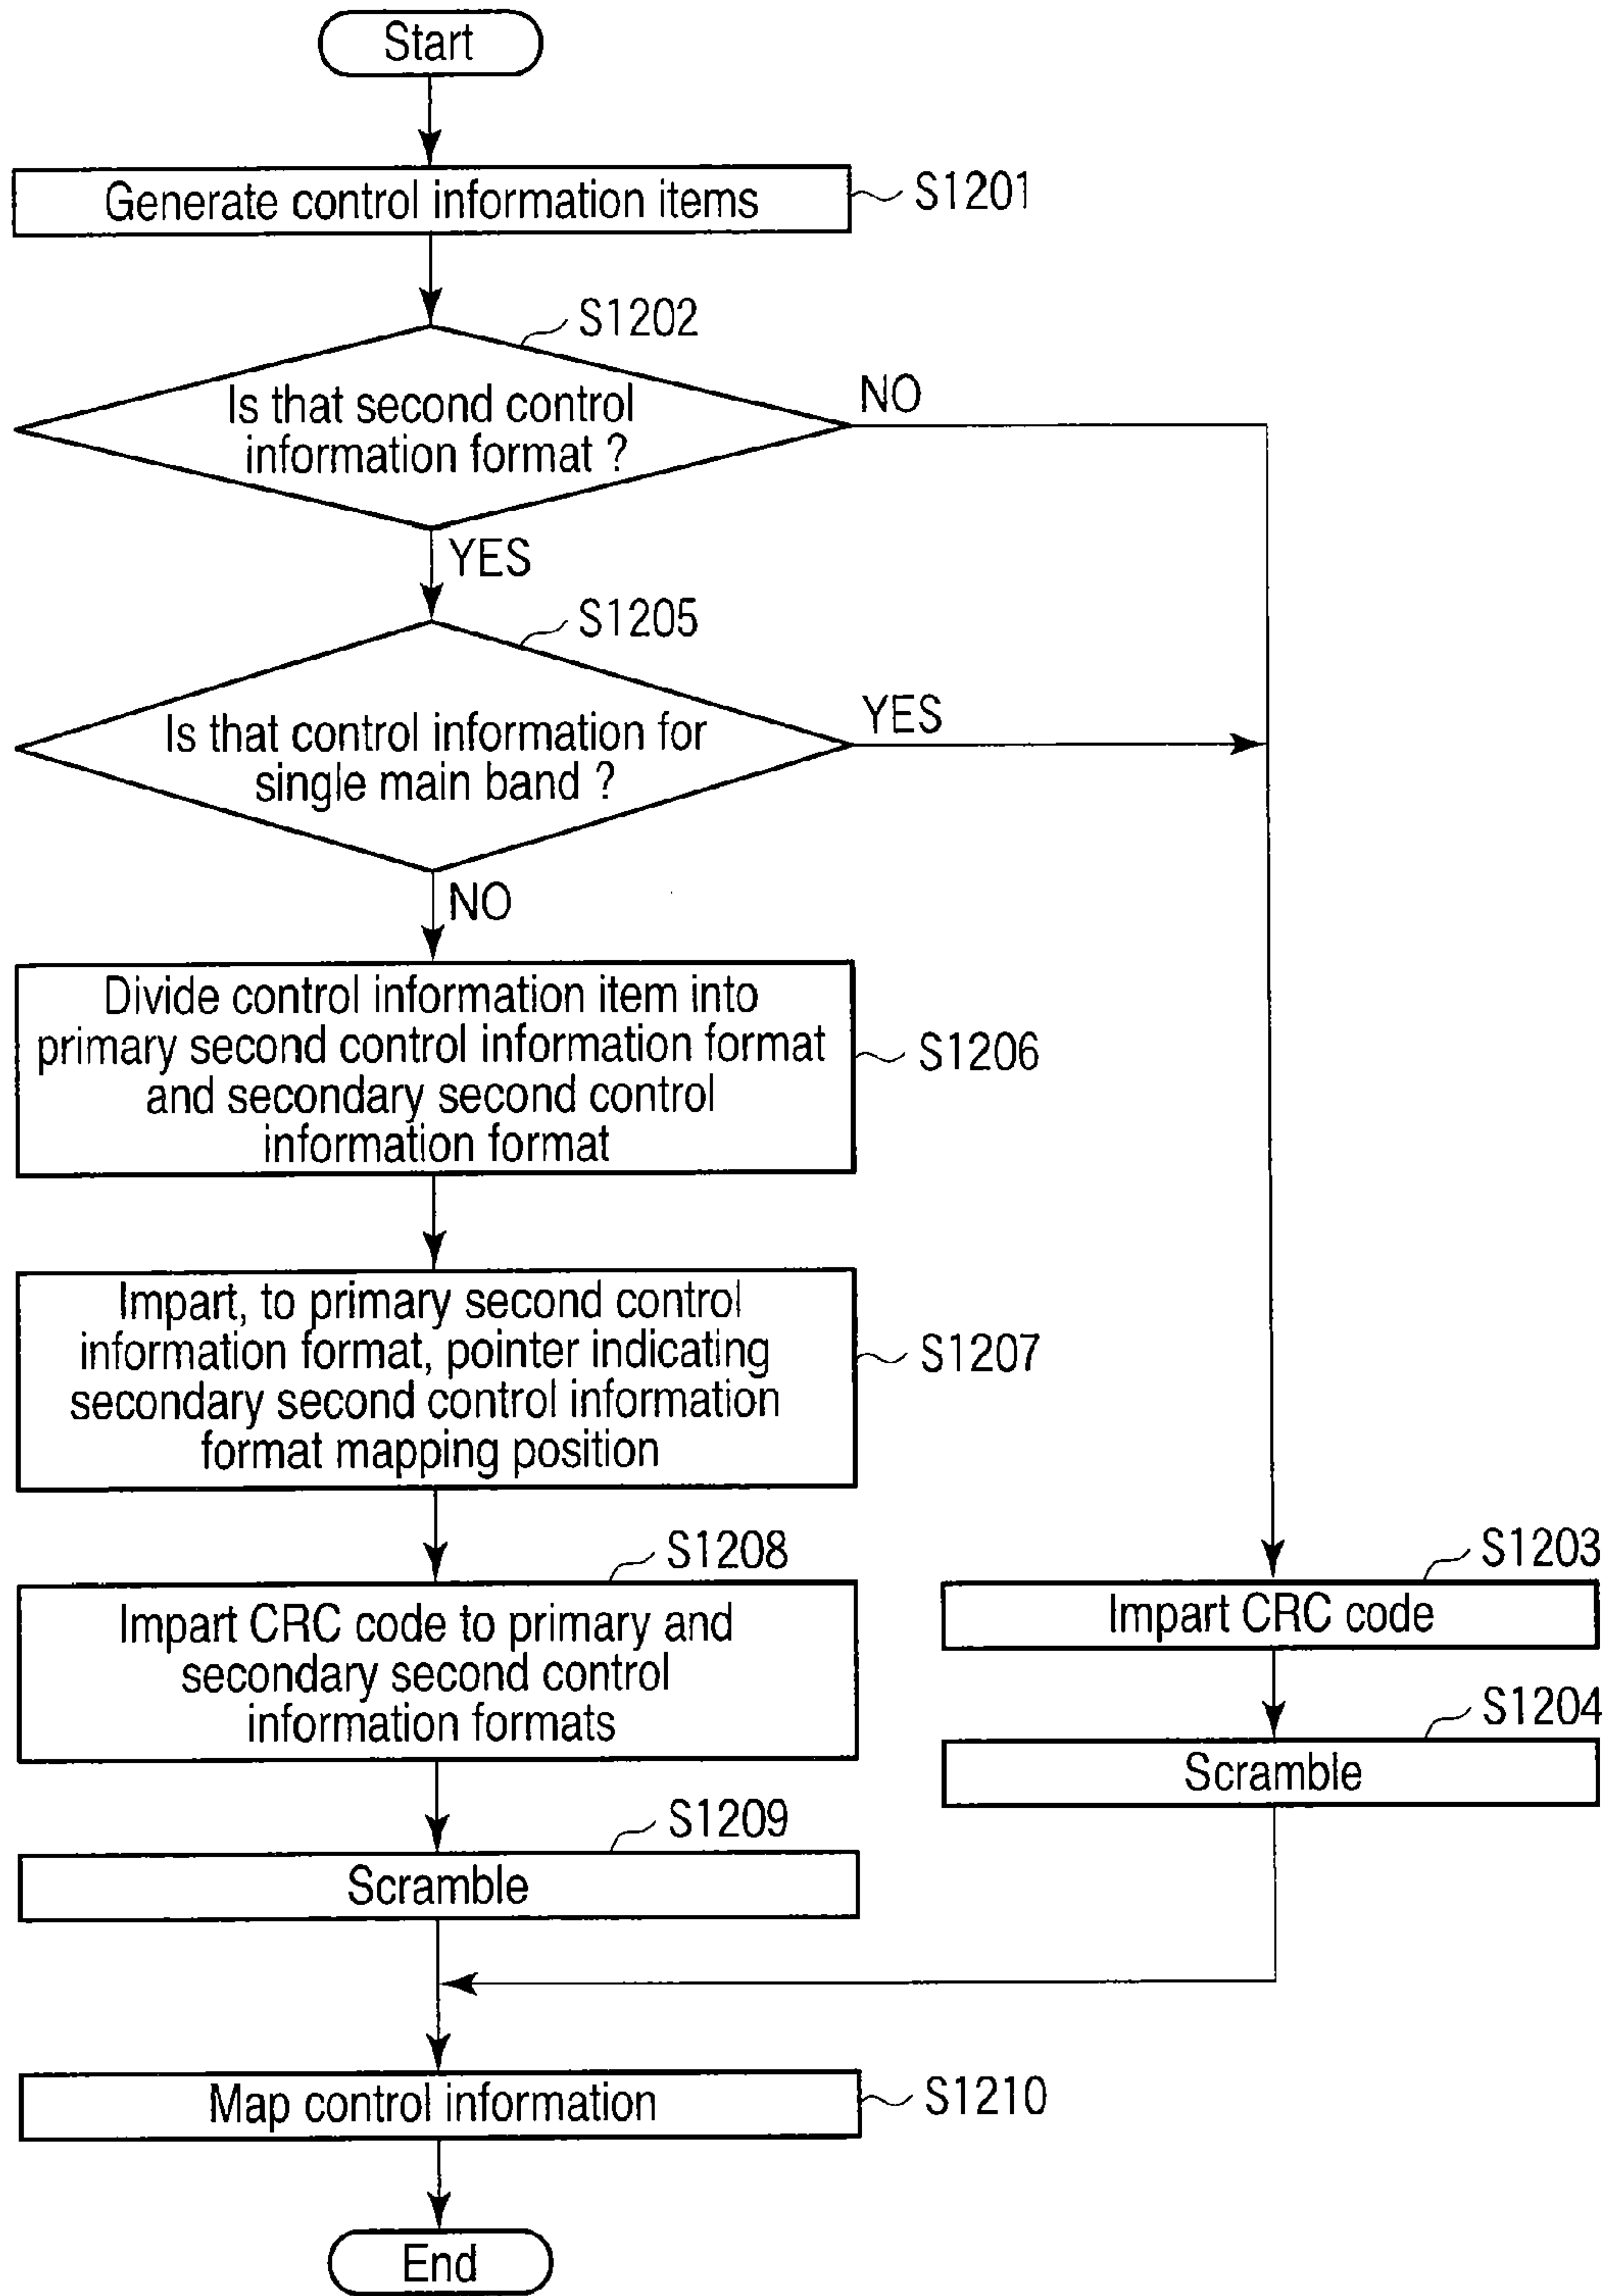 Start
Generate control information items
S1201
S1202
Is that second control
information format ?
NO
YES
S1205
Is that control information for
single main band ?
YES
NO
Divide control information item into
primary second control information format
and secondary second control
information format
S1206
Impart, to primary second control
information format, pointer indicating
secondary second control information
format mapping position
S1207
S1208
Impart CRC code to primary and
secondary second control
information formats
S1203
Impart CRC code
S1204
Scramble
S1209
Scramble
Map control information
S1210
End